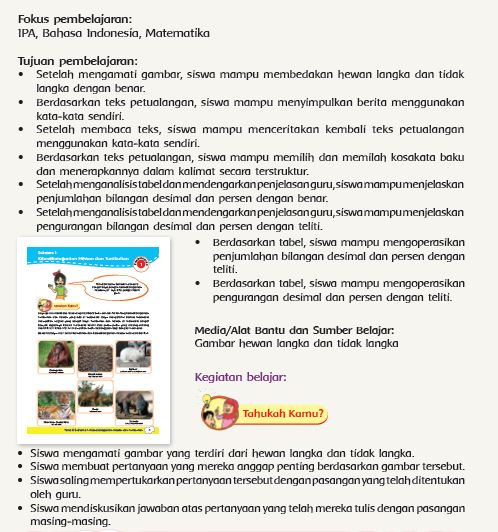 Fokus pembelajaran:
IPA, Bahasa Indonesia, Matematika
Tujuan pembelajaran:
• Setelah mengamati gambar, siswa mampu membedakan hewan langka dan tidak
langka dengan benar.
• Berdasarkan teks petualangan, siswa mampu menyimpulkan berita menggunakan
kata-kata sendiri.
• Setelah membaca teks, siswa mampu menceritakan kembali teks petualangan
menggunakan kata-kata sendiri.
• Berdasarkan teks petualangan, siswa mampu memilih dan memilah kosakata baku
dan menerapkannya dalam kalimat secara terstruktur.
• Setelah menganalisis tabel dan mendengarkan penjelasan guru, siswa mampu menjelaskan
penjumlahan bilangan desimal dan persen dengan benar.
• Setelah menganalisis tabel dan mendengarkan penjelasan guru, siswa mampu menjelaskan
pengurangan bilangan desimal dan persen dengan teliti.
• Berdasarkan tabel, siswa mampu mengoperasikan
penjumlahan bilangan desimal dan persen dengan
teliti.
• Berdasarkan tabel, siswa mampu mengoperasikan
pengurangan desimal dan persen dengan teliti.
Media/Alat Bantu dan Sumber Belajar:
Gambar hewan langka dan tidak langka
Kegiatan belajar:
Tahukah Kamu?
• Siswa mengamati gambar yang terdiri dari hewan langka dan tidak langka.
• Siswa membuat pertanyaan yang mereka anggap penting berdasarkan gambar tersebut.
• Siswa saling mempertukarkan pertanyaan tersebut dengan pasangan yang telah ditentukan
oleh guru.
• Siswa mendiskusikan jawaban atas pertanyaan yang telah mereka tulis dengan pasangan
masing-masing.